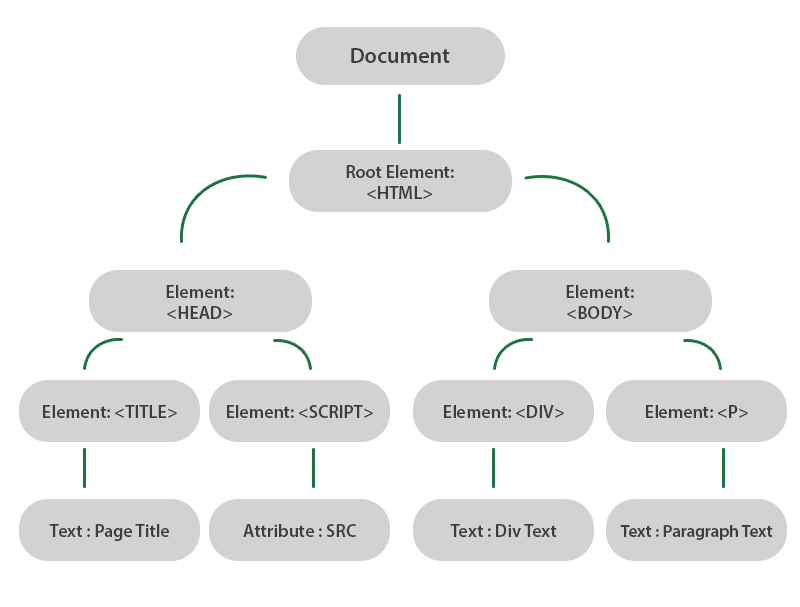 Document
Root Element:
<HTML>
Element:
<HEAD>
Element:
<BODY>
Element: <TITLE>
Element: <SCRIPT>
Element: <DIV>
Element: <P>
Text : Page Title
Attribute : SRC
Text : Div Text
Text : Paragraph Text